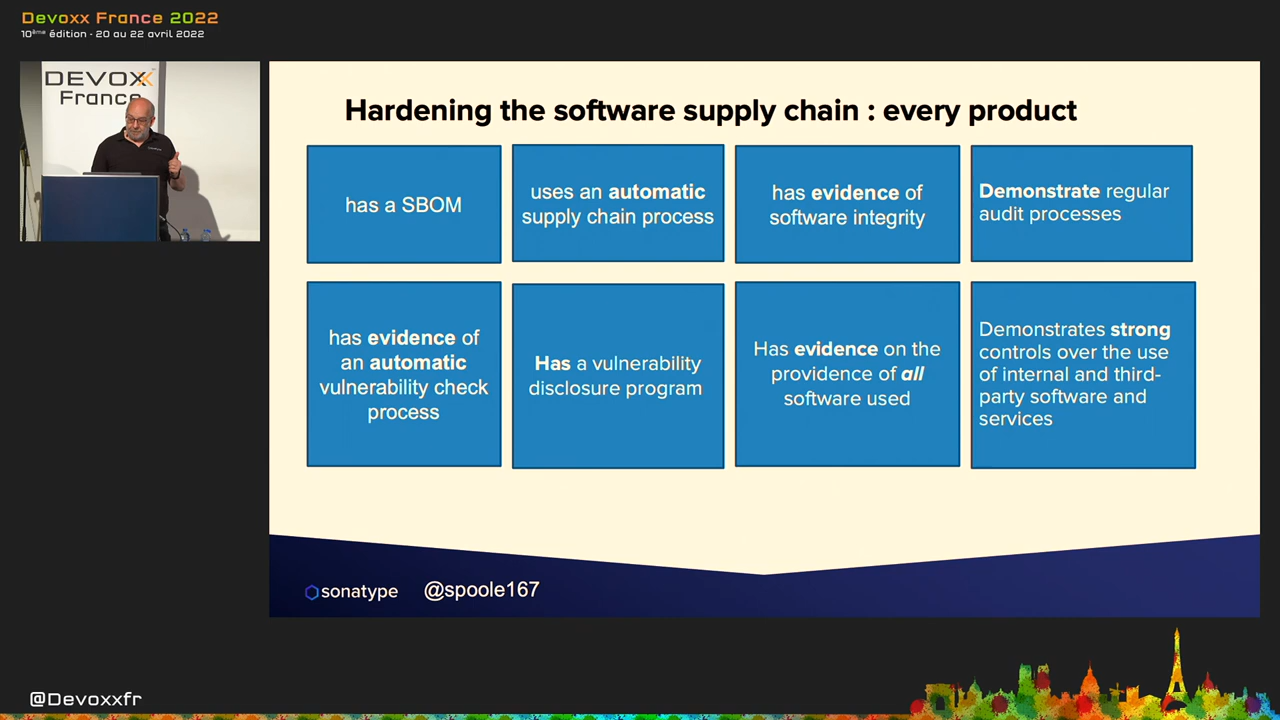 Devoxx France 2022
10ème édition - 20 au 22 avril 2022
DEVOXX
France
Hardening the software supply chain : every product
has a SBOM
uses an automatic
supply chain process
has evidence of
software integrity
Demonstrate regular
audit processes
has evidence of
an automatic
vulnerability check
process
Has a vulnerability
disclosure program
Has evidence on the
providence of all
software used
Demonstrates strong
controls over the use
of internal and third-
party software and
services
sonatype
@spoole167
@Devoxxfr